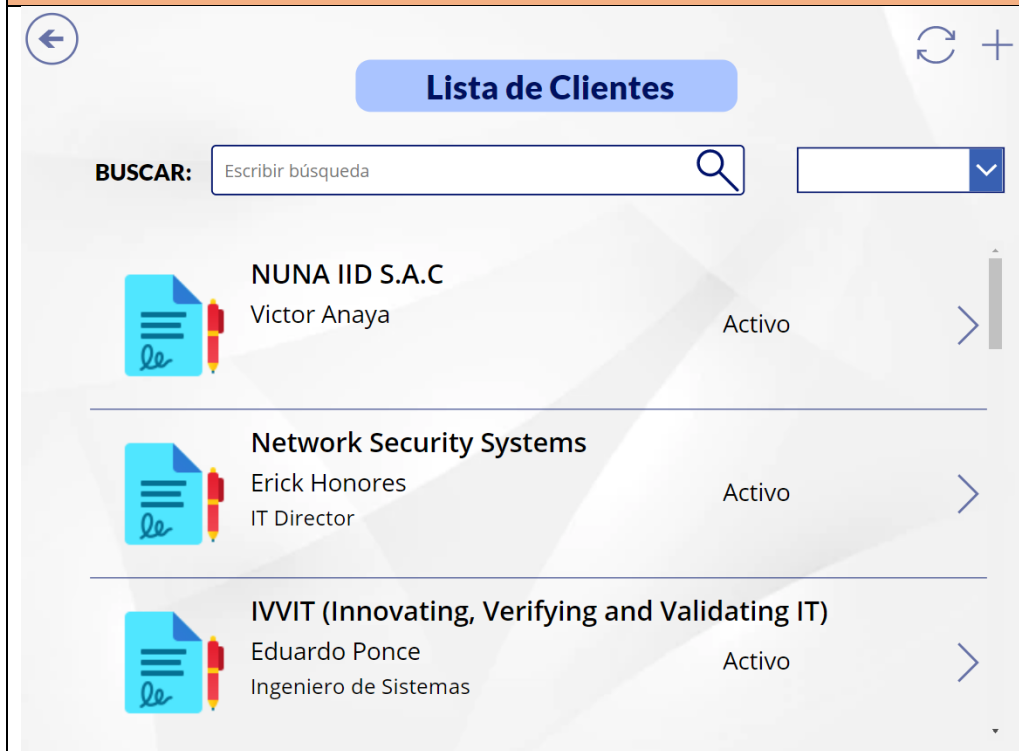 Lista de Clientes
BUSCAR:
Escribir búsqueda
NUNA IID S.A.C
Victor Anaya
Activo
Network Security Systems
Erick Honores
Activo
IT Director
IVVIT (Innovating, Verifying and Validating IT)
Eduardo Ponce
Activo
Ingeniero de Sistemas